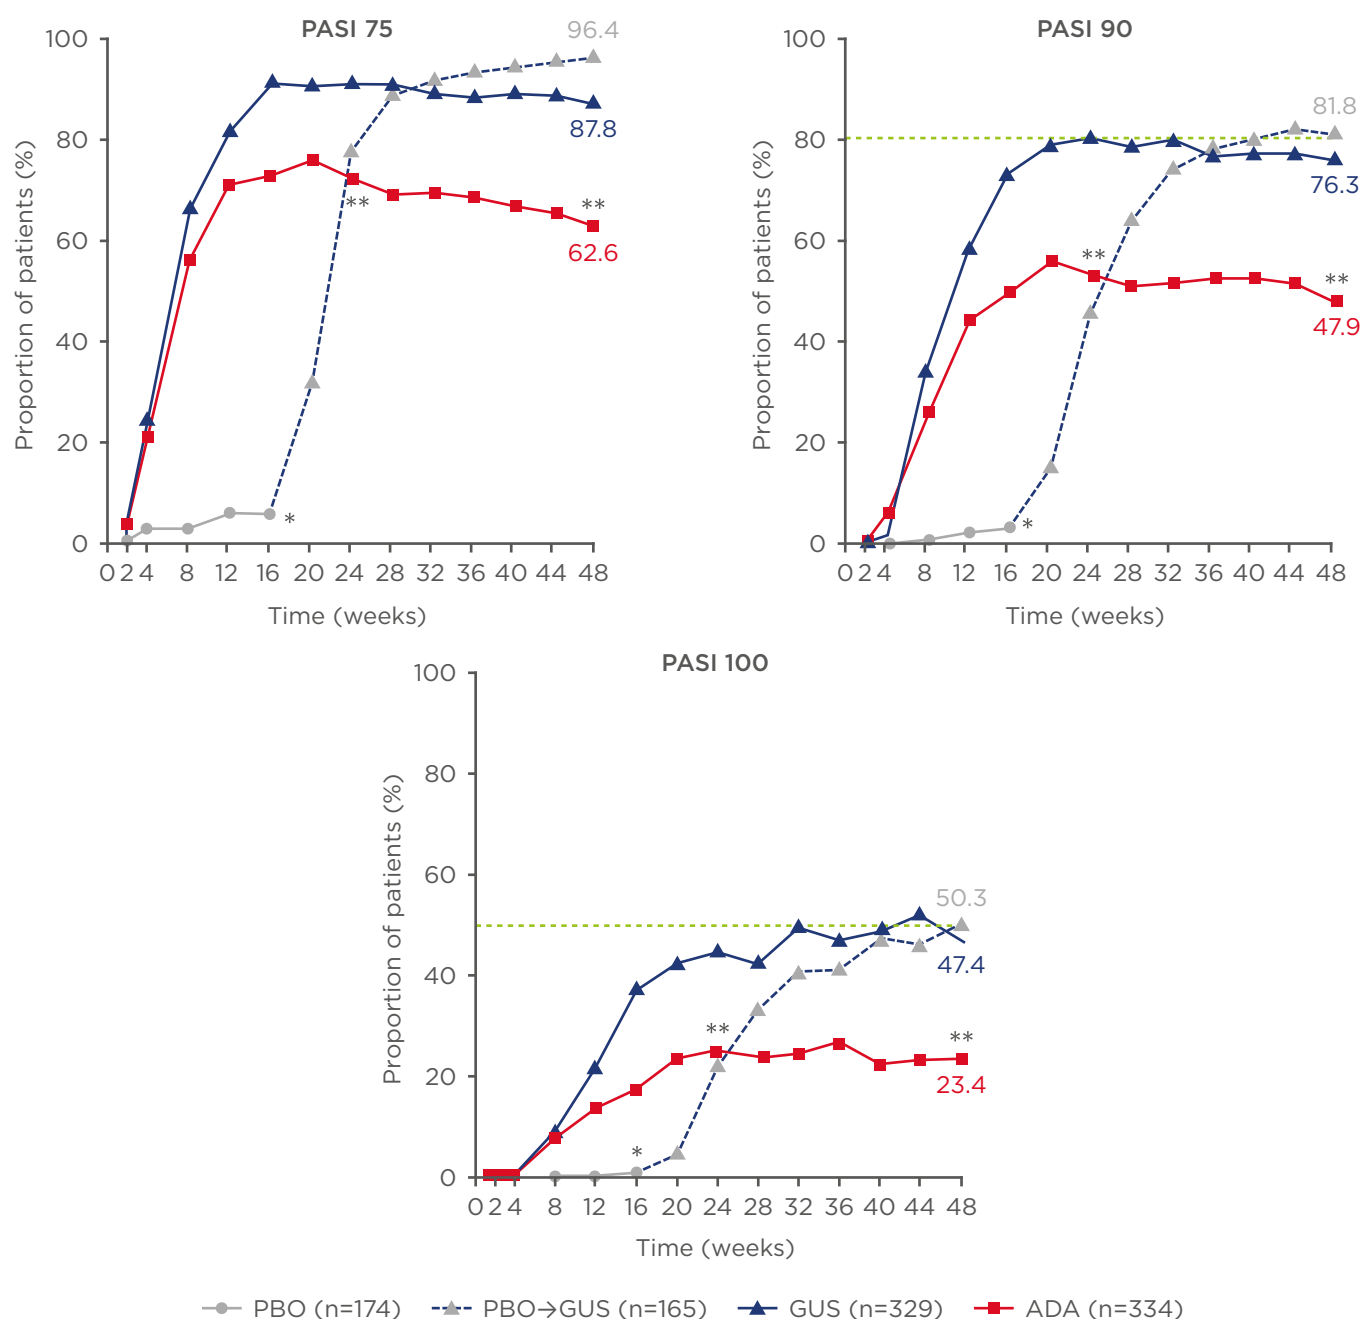 PASI 75
Proportion of patients (%)
100
80
60
40
20
0
96.4
87.8
**
**
62.6
*
0 2 4 8 12 16 20 24 28 32 36 40 44 48
Time (weeks)
PASI 90
Proportion of patients (%)
100
80
60
40
20
0
81.8
76.3
**
**
47.9
*
0 2 4 8 12 16 20 24 28 32 36 40 44 48
Time (weeks)
PASI 100
Proportion of patients (%)
100
80
60
40
20
0
50.3
47.4
**
**
23.4
*
0 2 4 8 12 16 20 24 28 32 36 40 44 48
Time (weeks)
PBO (n=174) PBO→GUS (n=165) GUS (n=329) ADA (n=334)